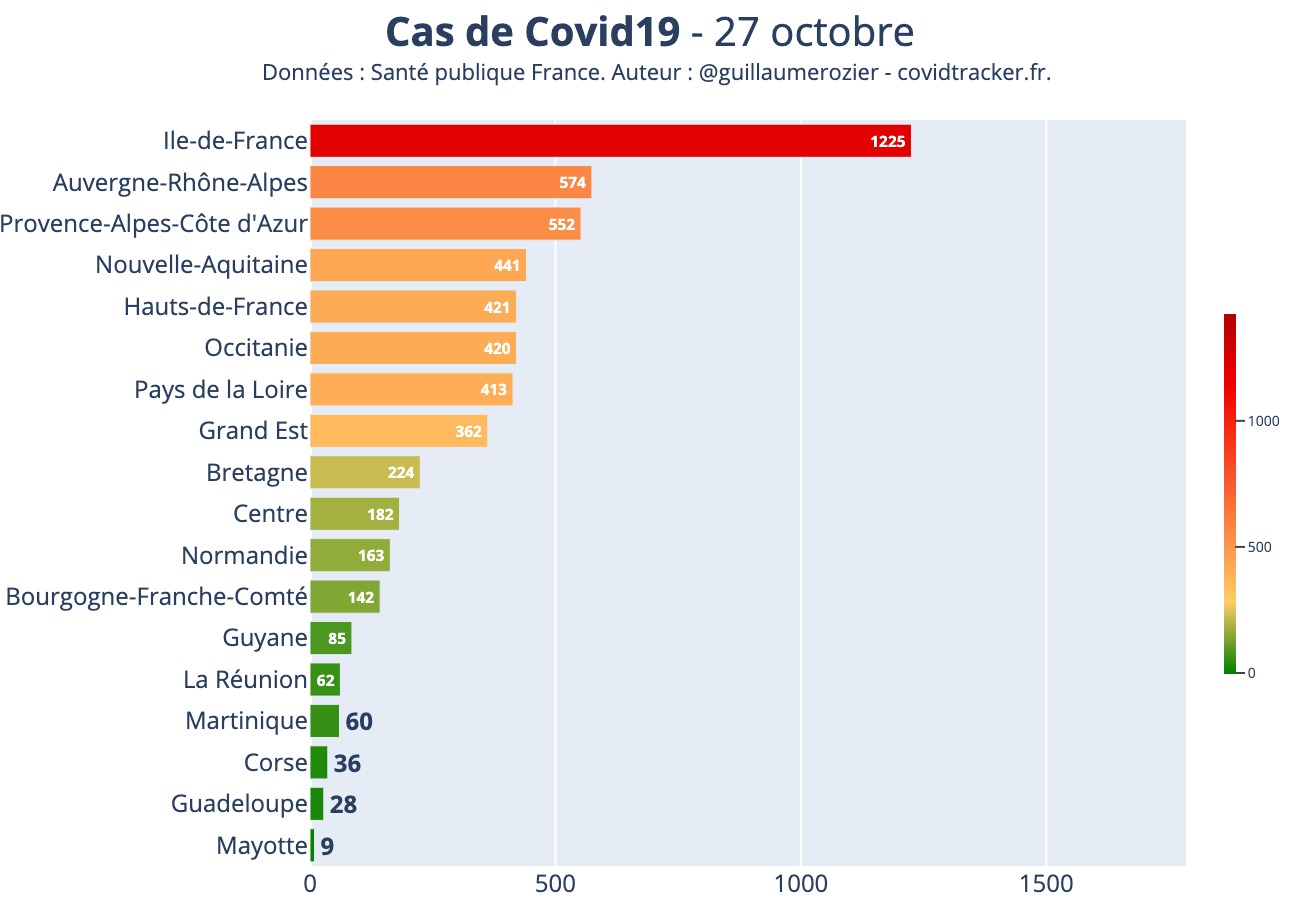 Cas de Covid19 - 27 octobre
Données : Santé publique France. Auteur : @guillaumerozier - covidtracker.fr.
Ile-de-France 1225
Auvergne-Rhône-Alpes 574
Provence-Alpes-Côte d'Azur 552
Nouvelle-Aquitaine 441
Hauts-de-France 421
Occitanie 420
Pays de la Loire 413
Grand Est 362
Bretagne 224
Centre 182
Normandie 163
Bourgogne-Franche-Comté 142
Guyane 85
La Réunion 62
Martinique 60
Corse 36
Guadeloupe 28
Mayotte 9
0 500 1000 1500
1000
500
0